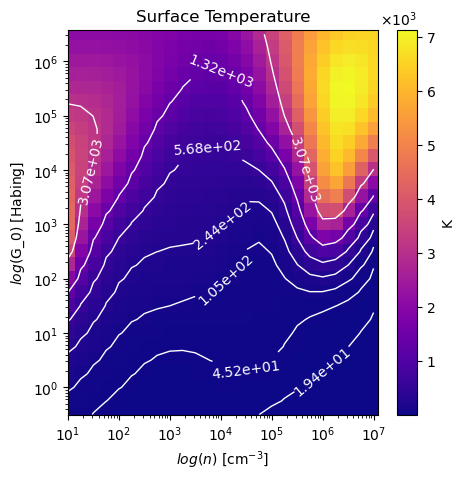 Surface Temperature
×10³
7
6
5
4
3
2
1
K
log(G_0) [Habing]
10⁶
10⁵
10⁴
10³
10²
10¹
10⁰
1.32e+03
3.07e+03
3.07e+03
5.68e+02
2.44e+02
1.05e+02
4.52e+01
1.94e+01
10¹ 10² 10³ 10⁴ 10⁵ 10⁶ 10⁷
log(n) [cm⁻³]